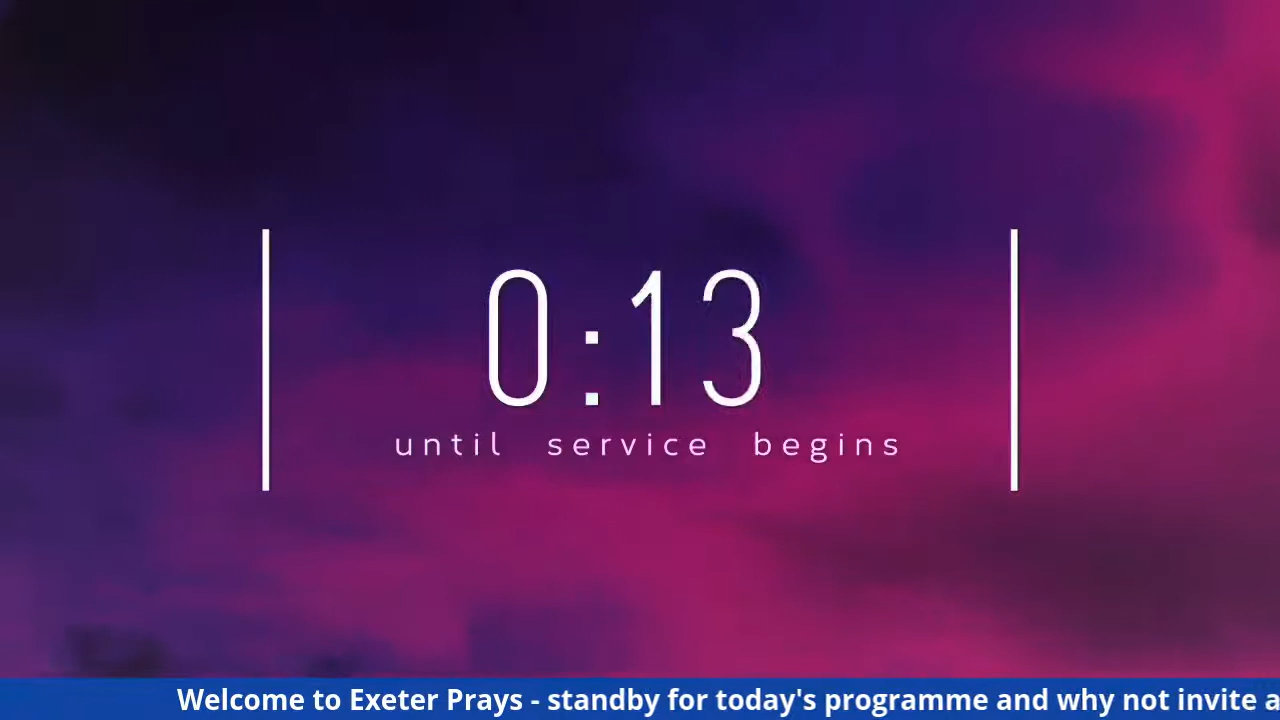 0:13
until service begins
Welcome to Exeter Prays - standby for today's programme and why not invite a